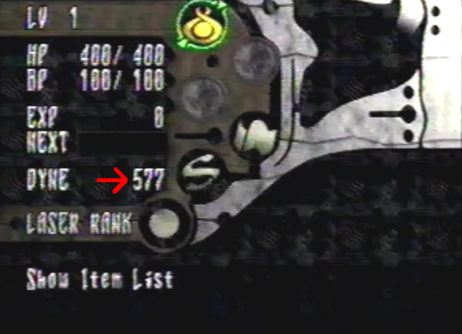 LV 1
HP 400/ 400
BP 100/ 100
EXP 0
NEXT
DYNE 577
LASER RANK
Show Item List